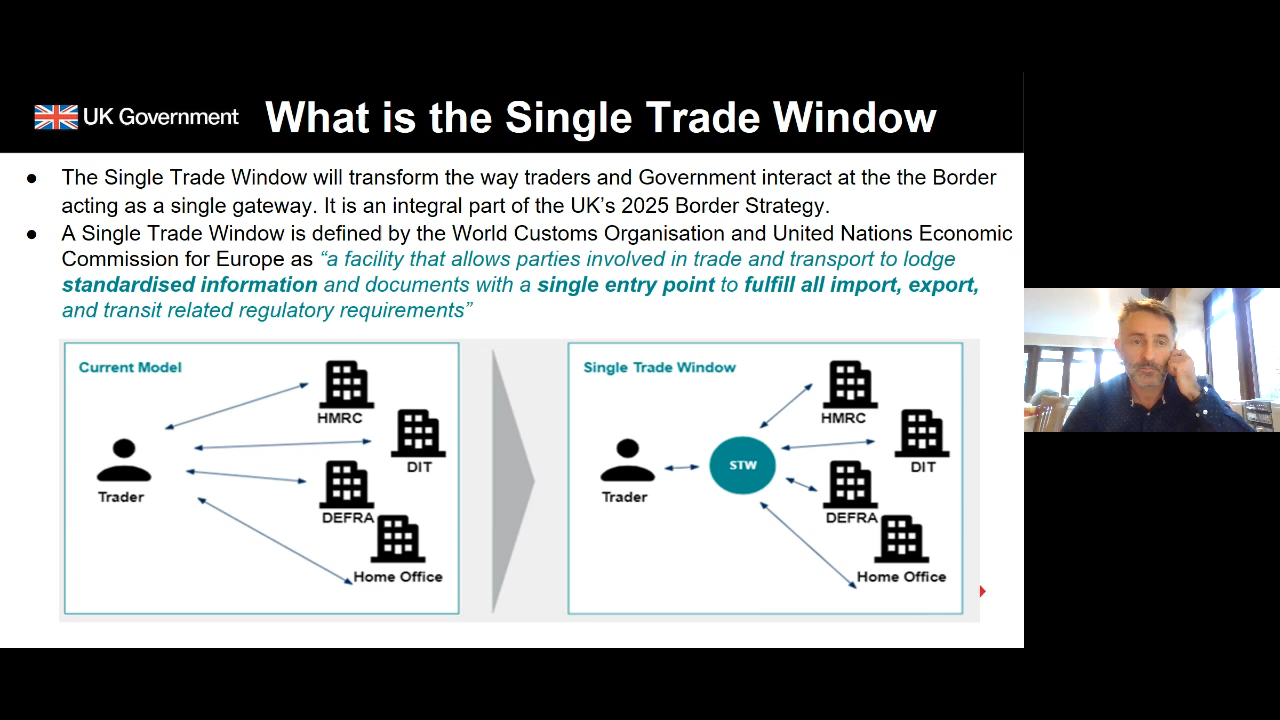 UK Government
What is the Single Trade Window
● The Single Trade Window will transform the way traders and Government interact at the the Border
acting as a single gateway. It is an integral part of the UK's 2025 Border Strategy.
● A Single Trade Window is defined by the World Customs Organisation and United Nations Economic
Commission for Europe as “a facility that allows parties involved in trade and transport to lodge
standardised information and documents with a single entry point to fulfill all import, export,
and transit related regulatory requirements”
Current Model
HMRC
DIT
Trader
DEFRA
Home Office
Single Trade Window
HMRC
DIT
STW
Trader
DEFRA
Home Office